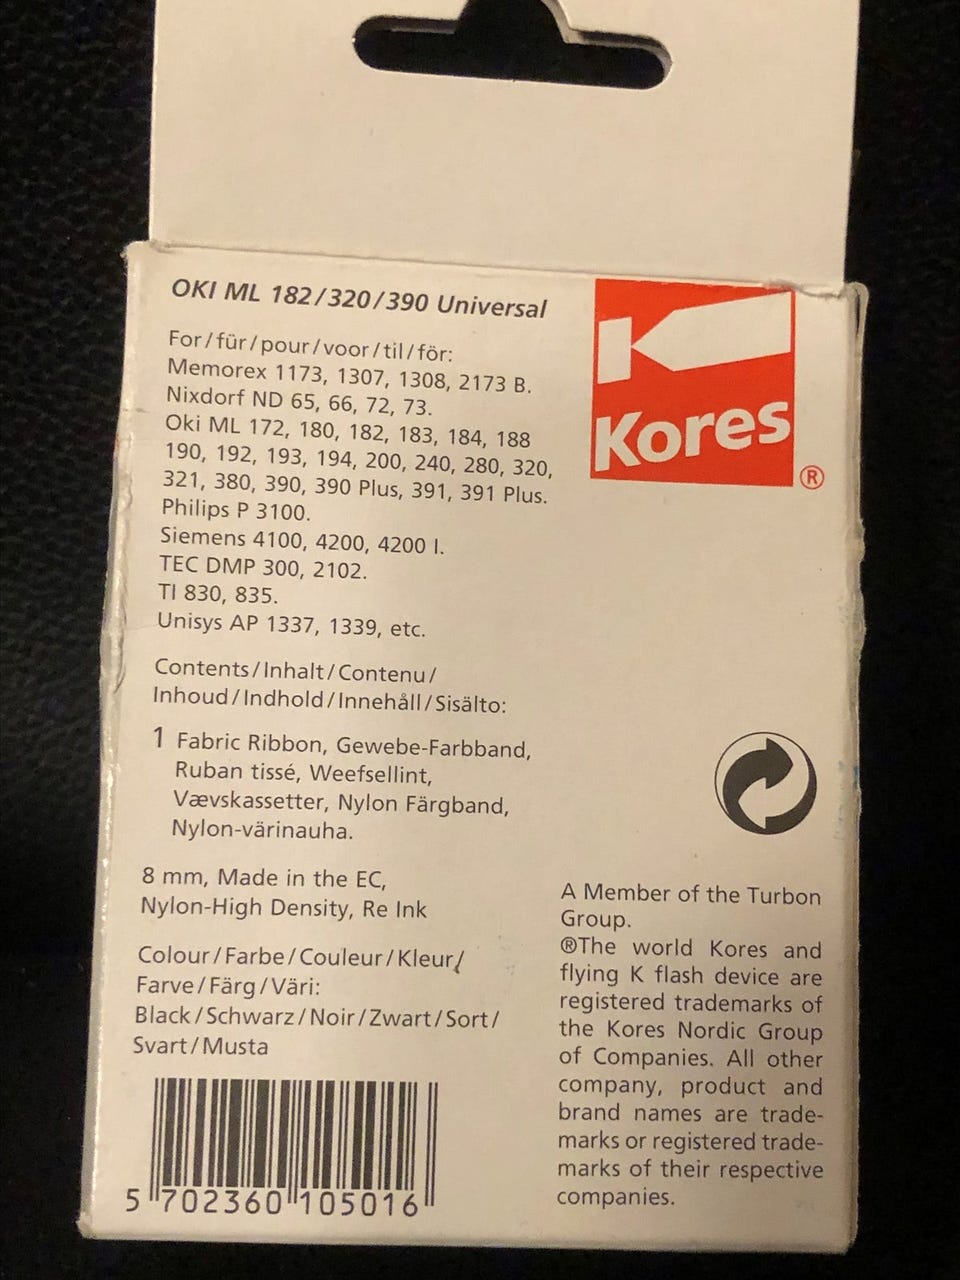 OKI ML 182/320/390 Universal
For/für/pour/voor/til/för:
Memorex 1173, 1307, 1308, 2173 B.
Nixdorf ND 65, 66, 72, 73.
Oki ML 172, 180, 182, 183, 184, 188
190, 192, 193, 194, 200, 240, 280, 320,
321, 380, 390, 390 Plus, 391, 391 Plus.
Philips P 3100.
Siemens 4100, 4200, 4200 I.
TEC DMP 300, 2102.
TI 830, 835.
Unisys AP 1337, 1339, etc.
Contents/Inhalt/Contenu/
Inhoud/Indhold/Innehåll/Sisälto:
1 Fabric Ribbon, Gewebe-Farbband,
Ruban tissé, Weefsellint,
Vævskassetter, Nylon Färgband,
Nylon-värinauha.
8 mm, Made in the EC,
Nylon-High Density, Re Ink
Colour/Farbe/Couleur/Kleur/
Farve/Färg/Väri:
Black/Schwarz/Noir/Zwart/Sort/
Svart/Musta
5 702360 105016
Kores
®
A Member of the Turbon
Group.
®The world Kores and
flying K flash device are
registered trademarks of
the Kores Nordic Group
of Companies. All other
company, product and
brand names are trade-
marks or registered trade-
marks of their respective
companies.